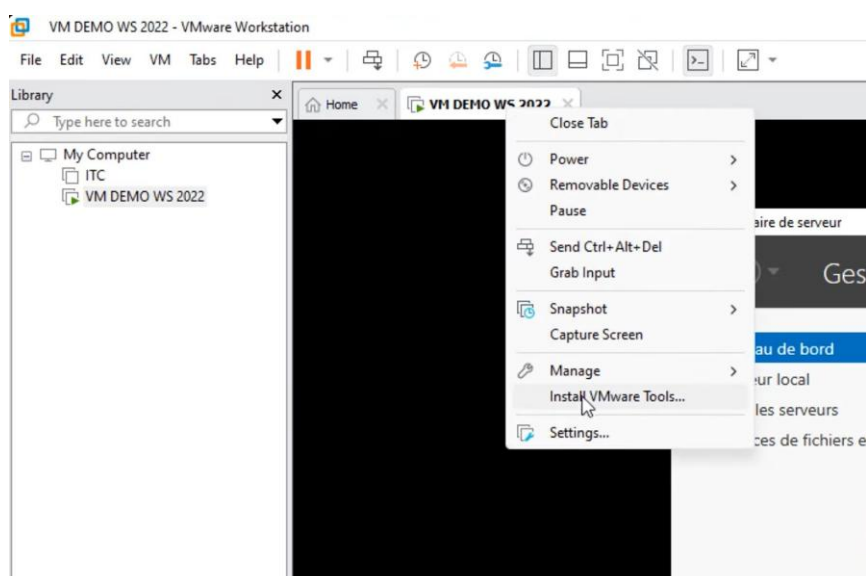 VM DEMO WS 2022 - VMware Workstation
File Edit View VM Tabs Help
Library
Type here to search
My Computer
ITC
VM DEMO WS 2022
Home
VM DEMO WS 2022
Close Tab
Power
Removable Devices
Pause
Send Ctrl+Alt+Del
Grab Input
Snapshot
Capture Screen
Manage
Install VMware Tools...
Settings...
aire de serveur
Ges
au de bord
eur local
les serveurs
ces de fichiers e